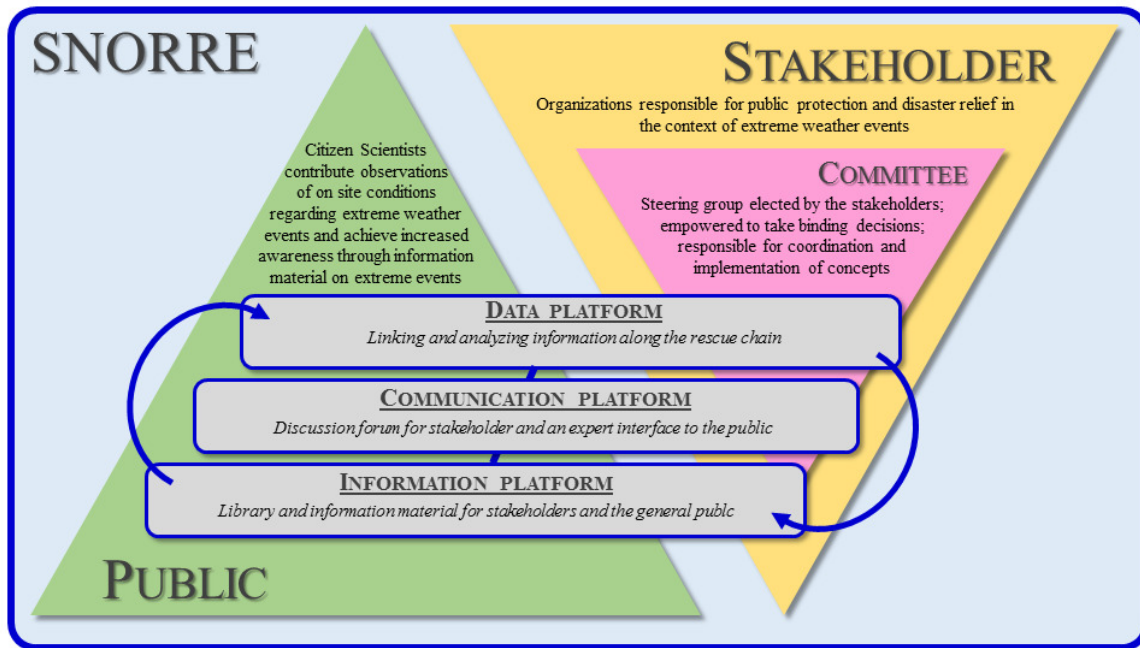 SNORRE
STAKEHOLDER
Organizations responsible for public protection and disaster relief in
the context of extreme weather events
Citizen Scientists
contribute observations
of on site conditions
regarding extreme weather
events and achieve increased
awareness through information
material on extreme events
COMMITTEE
Steering group elected by the stakeholders;
empowered to take binding decisions;
responsible for coordination and
implementation of concepts
DATA PLATFORM
Linking and analyzing information along the rescue chain
COMMUNICATION PLATFORM
Discussion forum for stakeholder and an expert interface to the public
INFORMATION PLATFORM
Library and information material for stakeholders and the general publc
PUBLIC